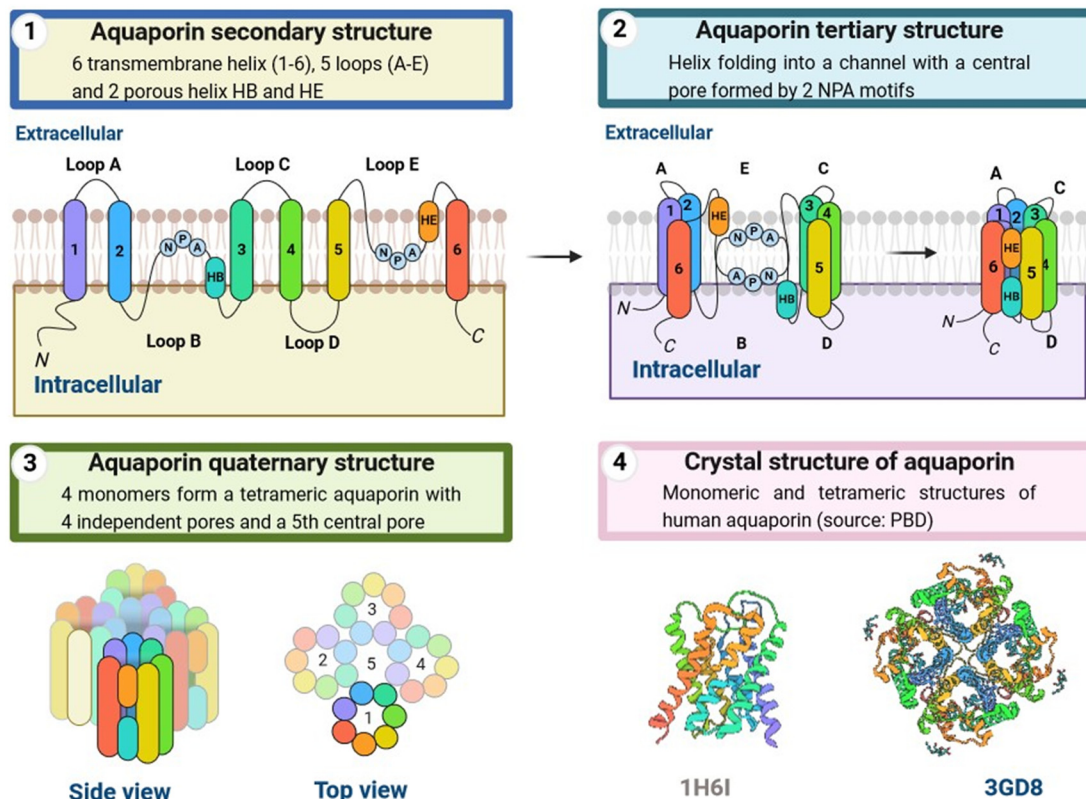 1
Aquaporin secondary structure
6 transmembrane helix (1-6), 5 loops (A-E)
and 2 porous helix HB and HE
Extracellular
Loop A
Loop C
Loop E
1
2
N P A
HB
3
4
5
N P A
HE
6
N
Loop B
Loop D
C
Intracellular
2
Aquaporin tertiary structure
Helix folding into a channel with a central
pore formed by 2 NPA motifs
Extracellular
A
E
C
1
2
6
HE
N P A
A P N
HB
3
4
5
N
C
B
D
A
C
1
2
3
6
HE
HB
5
4
N
C
D
Intracellular
3
Aquaporin quaternary structure
4 monomers form a tetrameric aquaporin with
4 independent pores and a 5th central pore
3
2
5
4
1
Side view
Top view
4
Crystal structure of aquaporin
Monomeric and tetrameric structures of
human aquaporin (source: PBD)
1H6I
3GD8